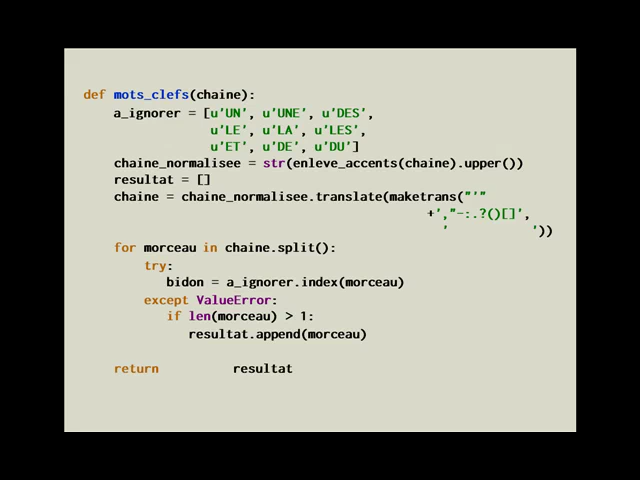 def mots_clefs(chaine):
a_ignorer = [u'UN', u'UNE', u'DES',
u'LE', u'LA', u'LES',
u'ET', u'DE', u'DU']
chaine_normalisee = str(enleve_accents(chaine).upper())
resultat = []
chaine = chaine_normalisee.translate(maketrans("'"
+',"-:.?()[]',
'          '))
for morceau in chaine.split():
try:
bidon = a_ignorer.index(morceau)
except ValueError:
if len(morceau) > 1:
resultat.append(morceau)
return resultat